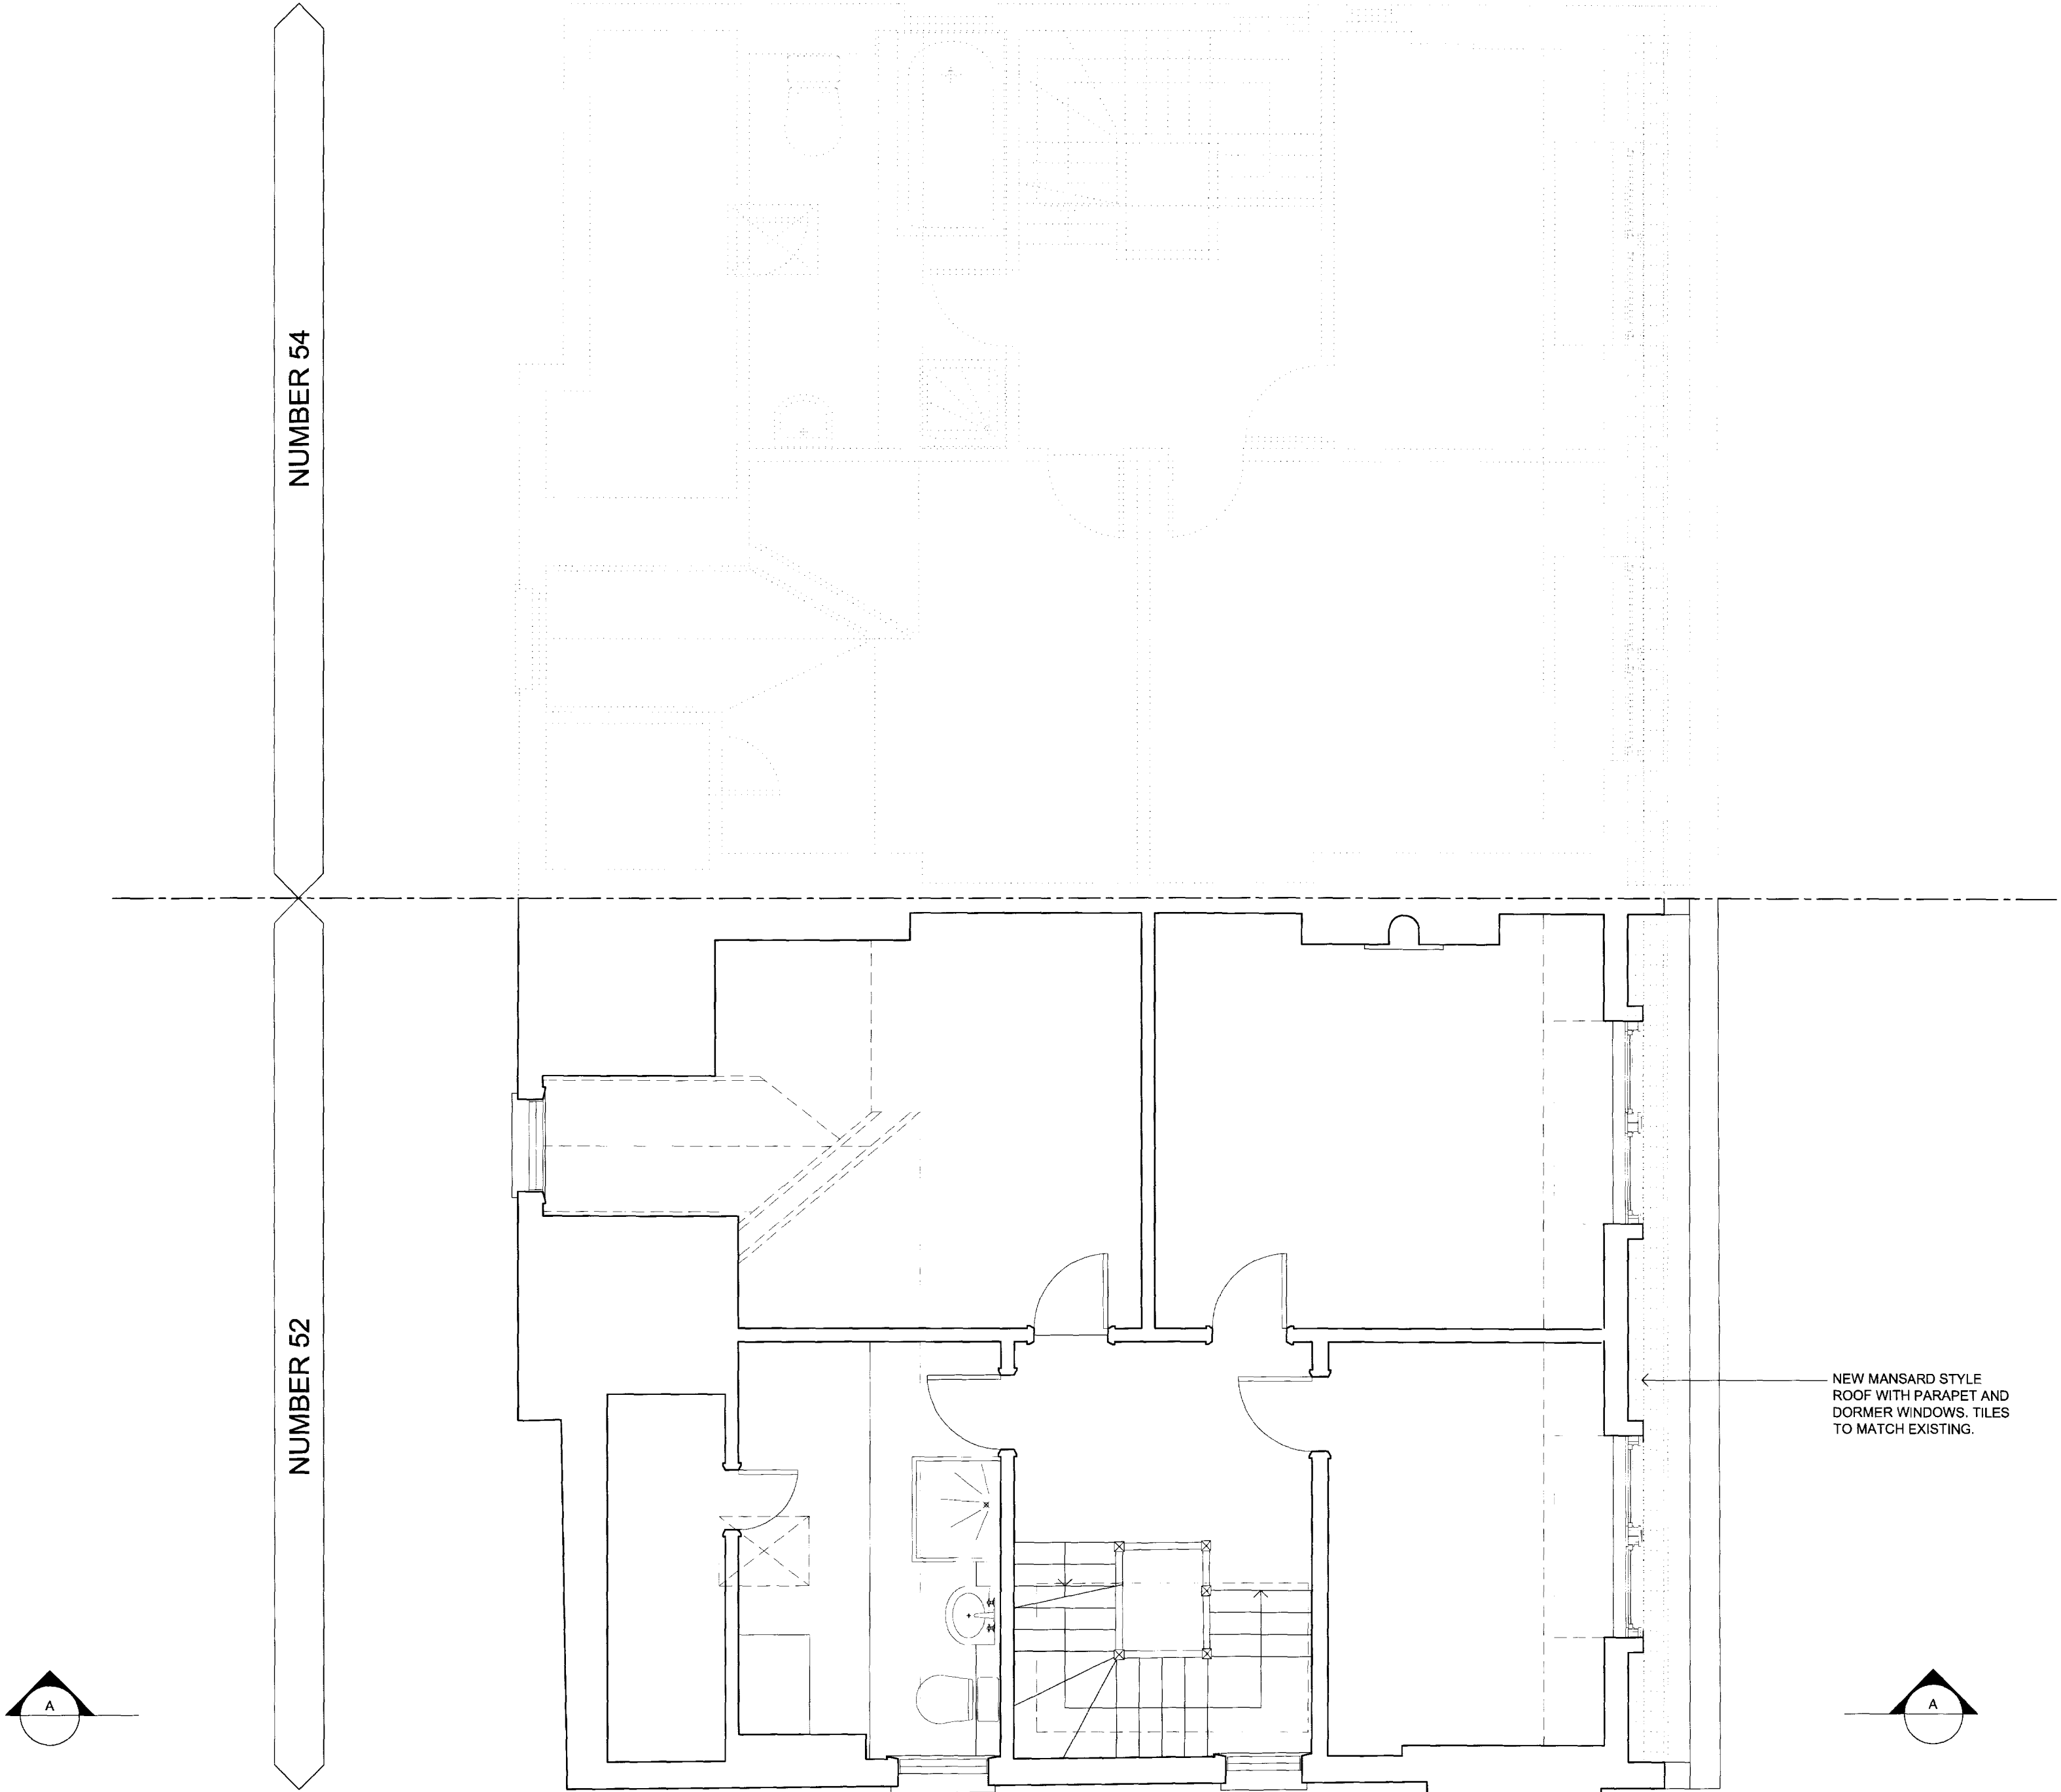 NUMBER 54
NUMBER 52
NEW MANSARD STYLE
ROOF WITH PARAPET AND
DORMER WINDOWS. TILES
TO MATCH EXISTING.
A
A